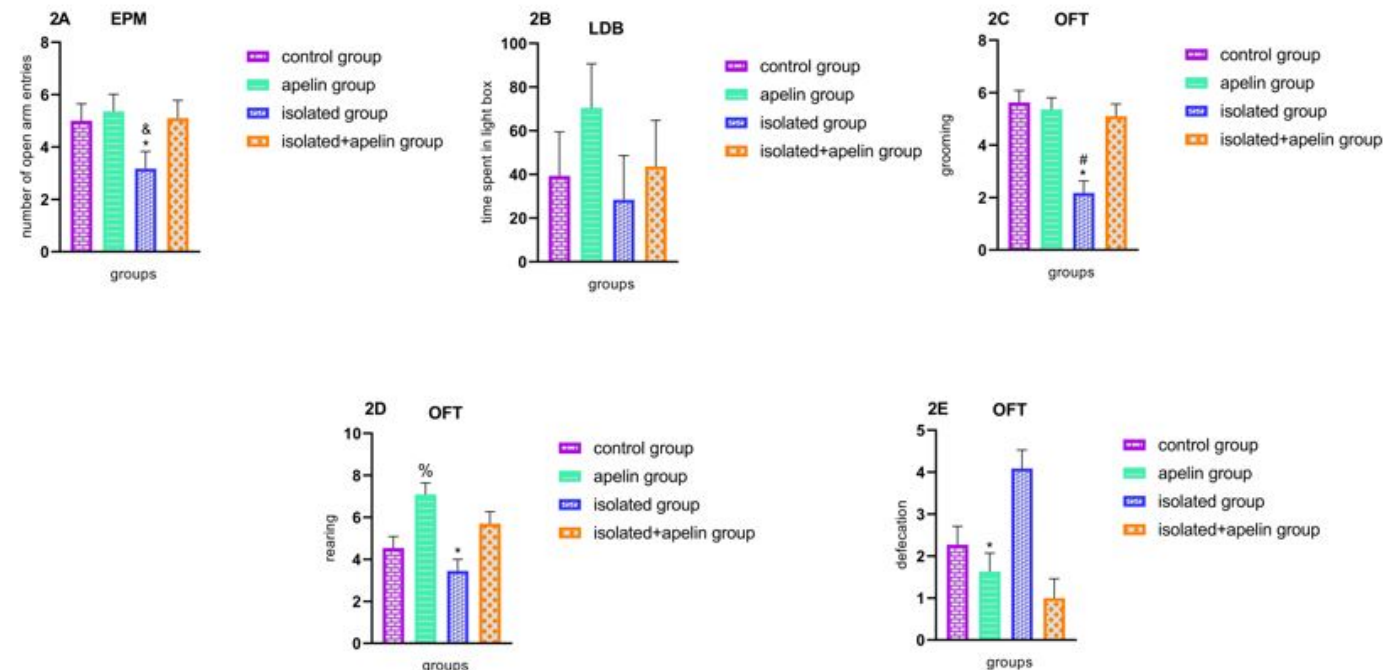 2A EPM
number of open arm entries
8
6
4
2
0
&
*
groups
control group
apelin group
isolated group
isolated+apelin group
2B LDB
time spent in light box
100
80
60
40
20
0
groups
control group
apelin group
isolated group
isolated+apelin group
2C OFT
grooming
8
6
4
2
0
#
*
groups
control group
apelin group
isolated group
isolated+apelin group
2D OFT
rearing
10
8
6
4
2
0
%
*
groups
control group
apelin group
isolated group
isolated+apelin group
2E OFT
defecation
5
4
3
2
1
0
*
groups
control group
apelin group
isolated group
isolated+apelin group